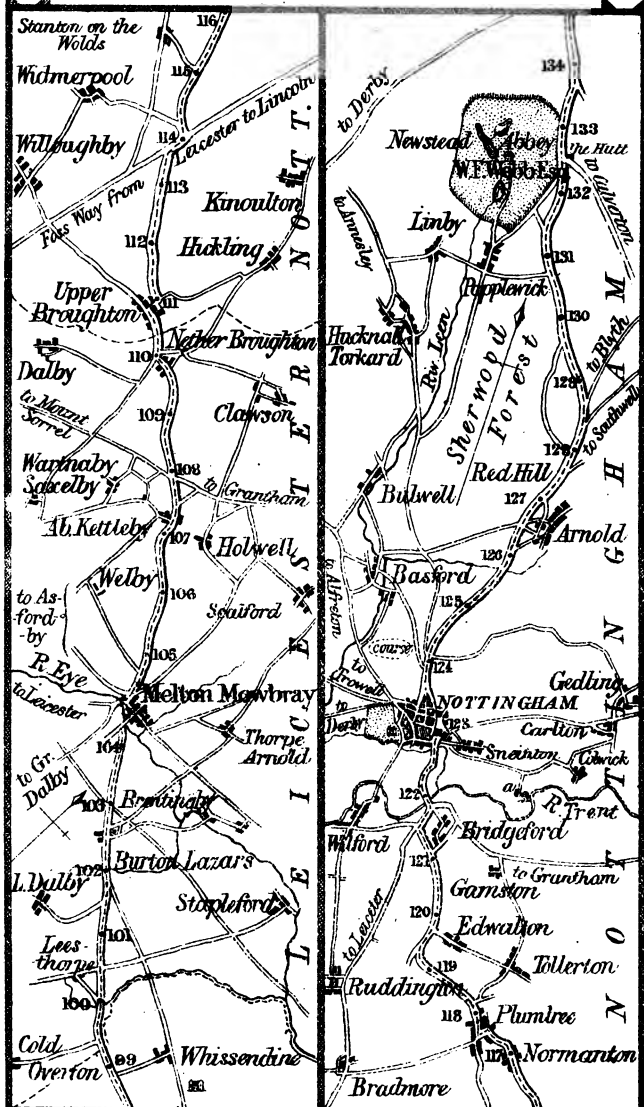 116
Stanton on the
Wolds
Widmerpool
115
Willoughby
114
Leicester to Lincoln
Foss Way from
113
Kinoulton
112
Hickling
Upper
Broughton
111
Nether Broughton
110
Dalby
to Mount
Sorrel
109
Clawson
Wartnaby
Saxelby
108
to Grantham
Ab. Kettleby
107
Holwell
Welby
106
Scalford
to As-
ford-
by
105
R. Eye
to Leicester
Melton Mowbray
104
Thorpe
Arnold
to Gr.
Dalby
103
Brentingby
102
Burton Lazars
L. Dalby
Stapleford
101
Lees-
thorpe
100
Cold
Overton
99
Whissendine
LEICESTER
NOTT.
134
to Derby
133
Newstead Abbey
W.F. Webb Esq.
the Hutt
132
to Calverton
to Annesley
Linby
131
Papplewick
130
Hucknall
Torkard
Riv. Leen
Sherwood
Forest
to Blyth
129
to Southwell
128
Red Hill
Bulwell
127
Arnold
126
Basford
to Alfreton
125
course
124
to Trowell
NOTTINGHAM
Gedling
to
Derby
123
Carlton
Sneinton
Colwick
a
122
R. Trent
Wilford
Bridgeford
121
to Grantham
Gamston
120
Edwalton
to Leicester
119
Tollerton
Ruddington
118
Plumtree
117
Normanton
Bradmore
NOTTINGHAM